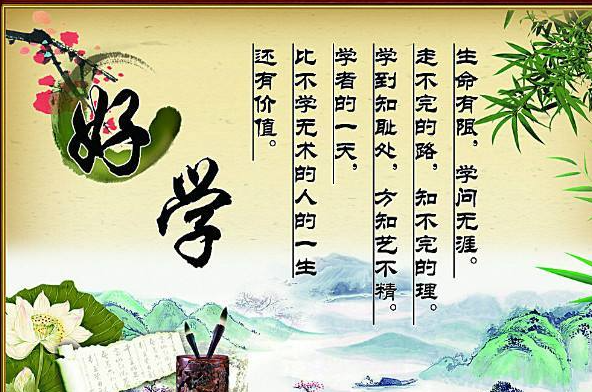 好学
生命有限，学问无涯。
走不完的路，知不完的理。
学到知耻处，方知艺不精。
学者的一天，
比不学无术的人的一生
还有价值。